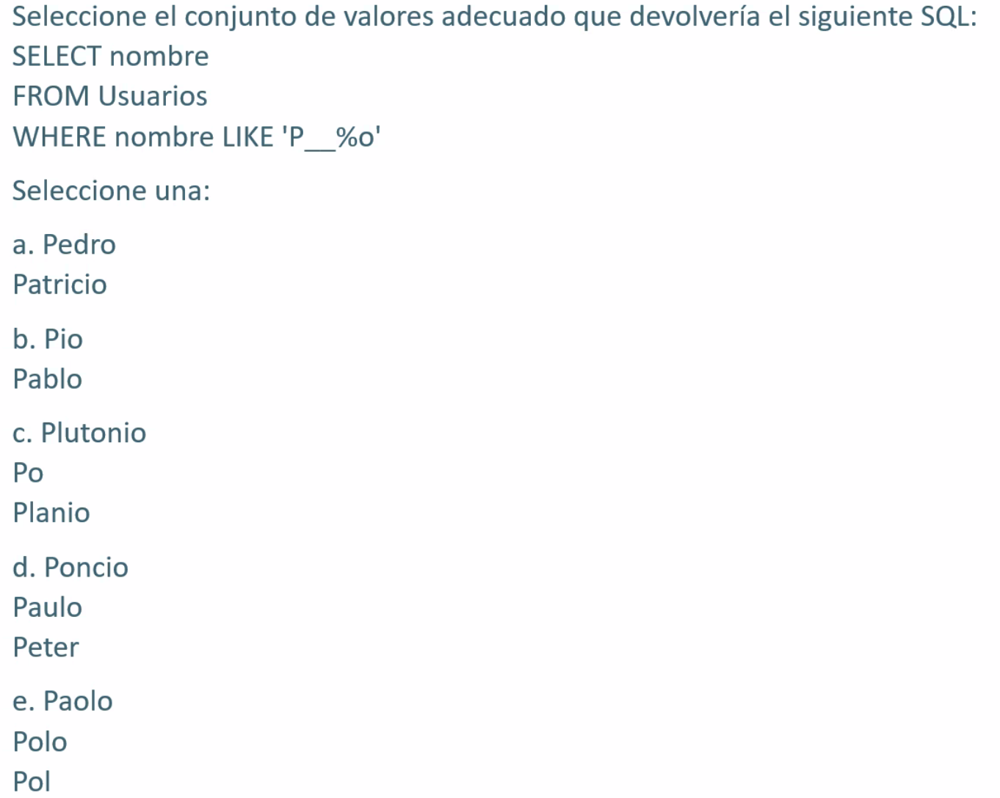 Seleccione el conjunto de valores adecuado que devolvería el siguiente SQL:
SELECT nombre
FROM Usuarios
WHERE nombre LIKE 'P__%o'
Seleccione una:
a. Pedro
Patricio
b. Pio
Pablo
c. Plutonio
Po
Planio
d. Poncio
Paulo
Peter
e. Paolo
Polo
Pol